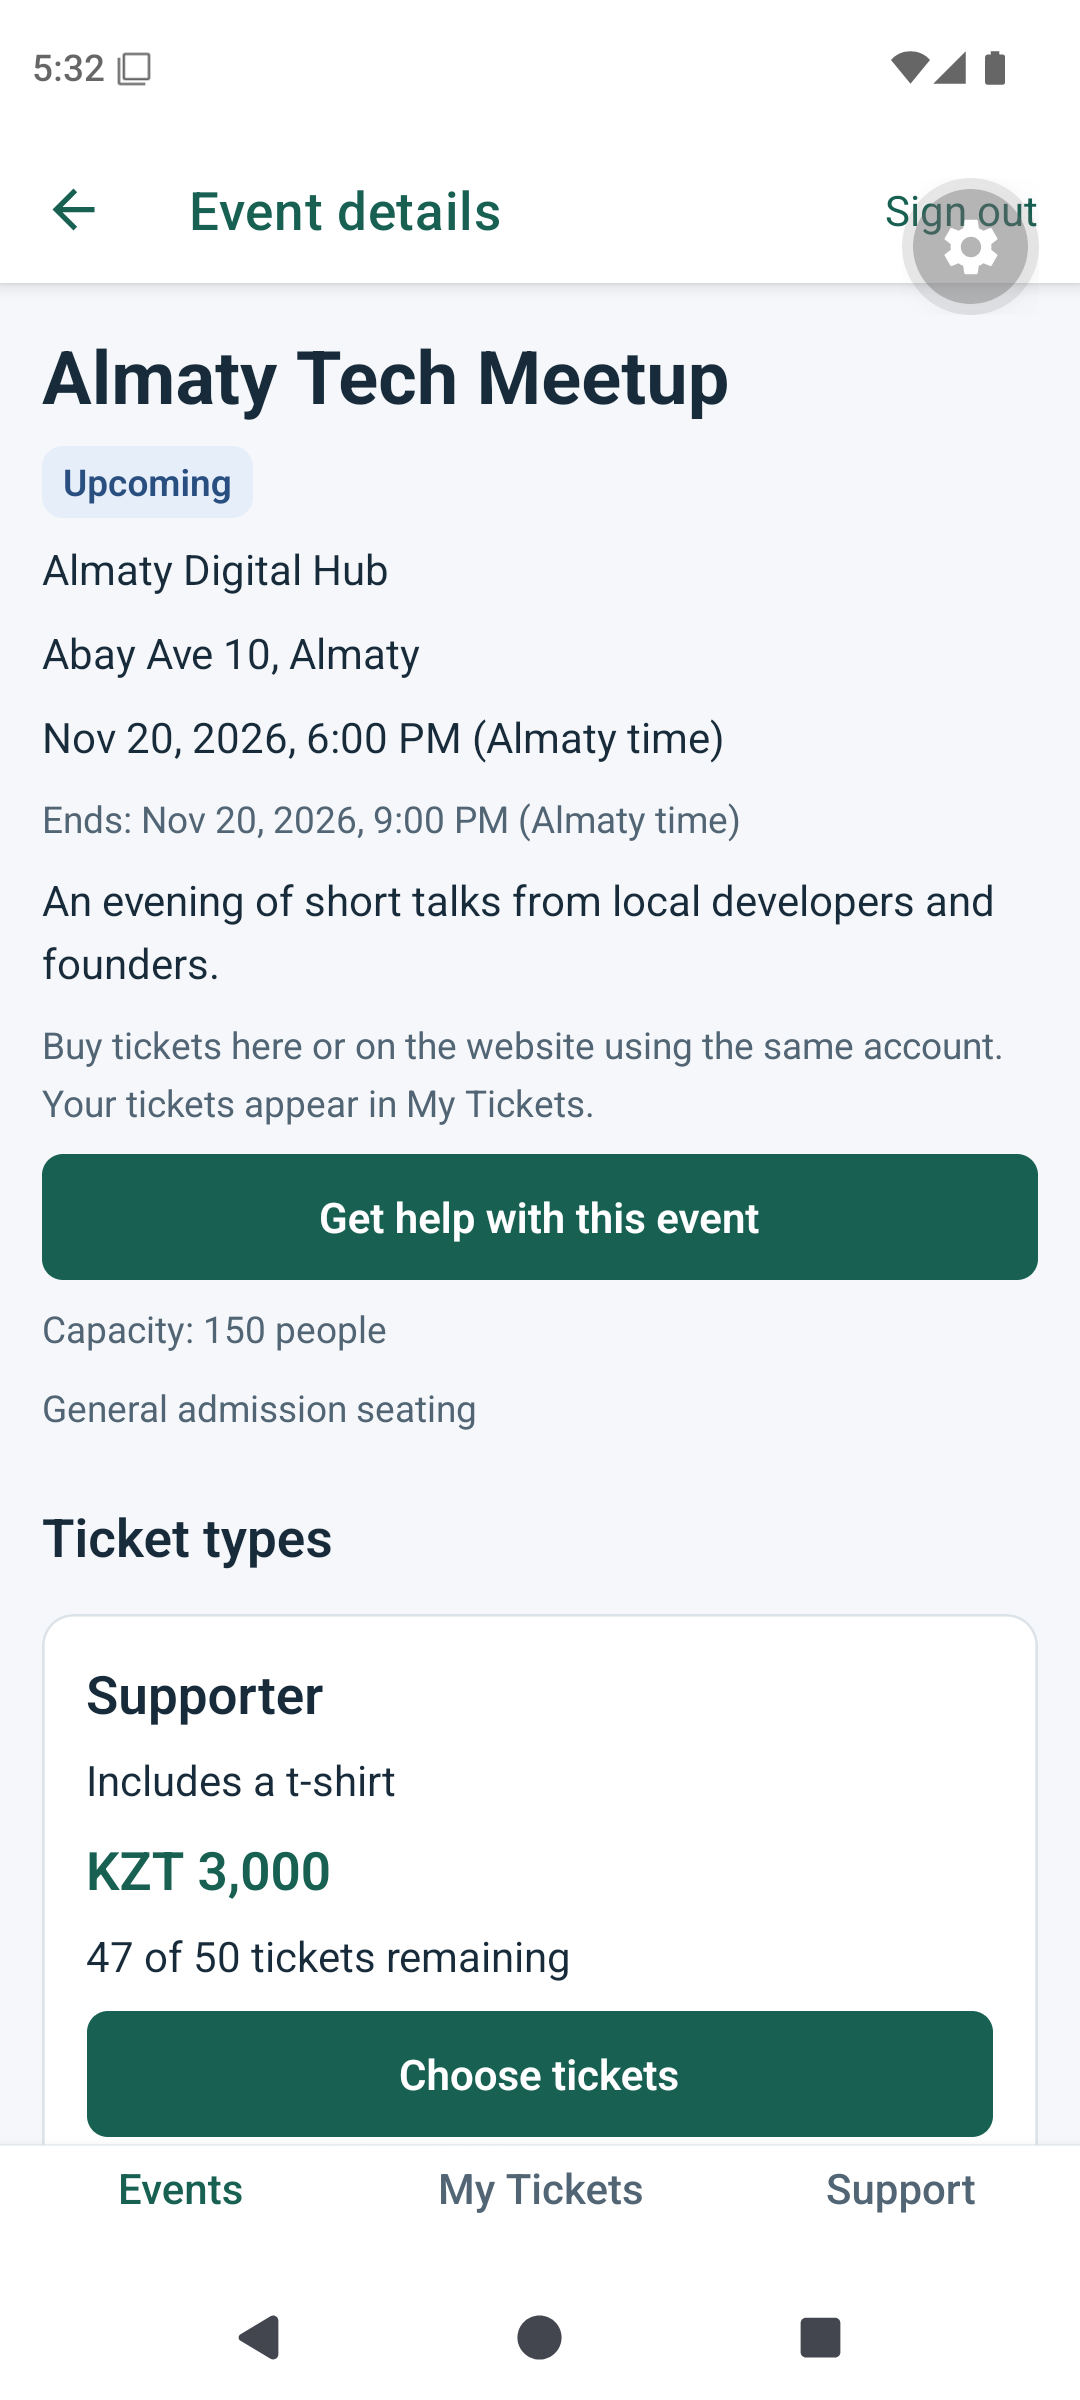 5:32
Event details
Sign out
Almaty Tech Meetup
Upcoming
Almaty Digital Hub
Abay Ave 10, Almaty
Nov 20, 2026, 6:00 PM (Almaty time)
Ends: Nov 20, 2026, 9:00 PM (Almaty time)
An evening of short talks from local developers and
founders.
Buy tickets here or on the website using the same account.
Your tickets appear in My Tickets.
Get help with this event
Capacity: 150 people
General admission seating
Ticket types
Supporter
Includes a t-shirt
KZT 3,000
47 of 50 tickets remaining
Choose tickets
Events
My Tickets
Support